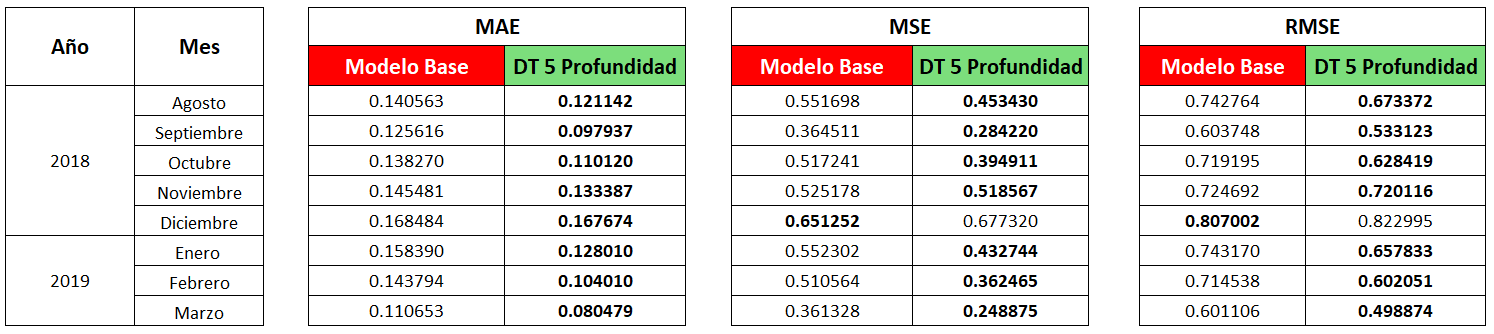 Año Mes MAE MSE RMSE
Modelo Base DT 5 Profundidad Modelo Base DT 5 Profundidad Modelo Base DT 5 Profundidad
2018 Agosto 0.140563 0.121142 0.551698 0.453430 0.742764 0.673372
Septiembre 0.125616 0.097937 0.364511 0.284220 0.603748 0.533123
Octubre 0.138270 0.110120 0.517241 0.394911 0.719195 0.628419
Noviembre 0.145481 0.133387 0.525178 0.518567 0.724692 0.720116
Diciembre 0.168484 0.167674 0.651252 0.677320 0.807002 0.822995
2019 Enero 0.158390 0.128010 0.552302 0.432744 0.743170 0.657833
Febrero 0.143794 0.104010 0.510564 0.362465 0.714538 0.602051
Marzo 0.110653 0.080479 0.361328 0.248875 0.601106 0.498874